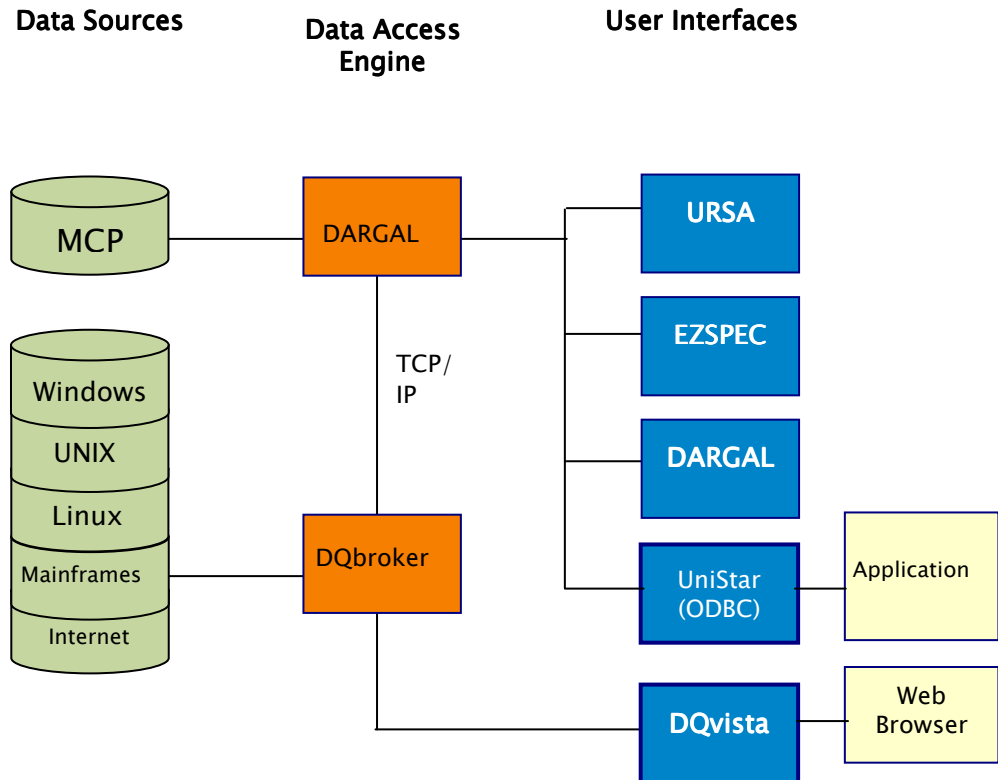 Data Sources
Data Access
Engine
User Interfaces
MCP
DARGAL
URSA
EZSPEC
TCP/
IP
Windows
UNIX
Linux
Mainframes
Internet
DQbroker
DARGAL
UniStar
(ODBC)
Application
DQvista
Web
Browser